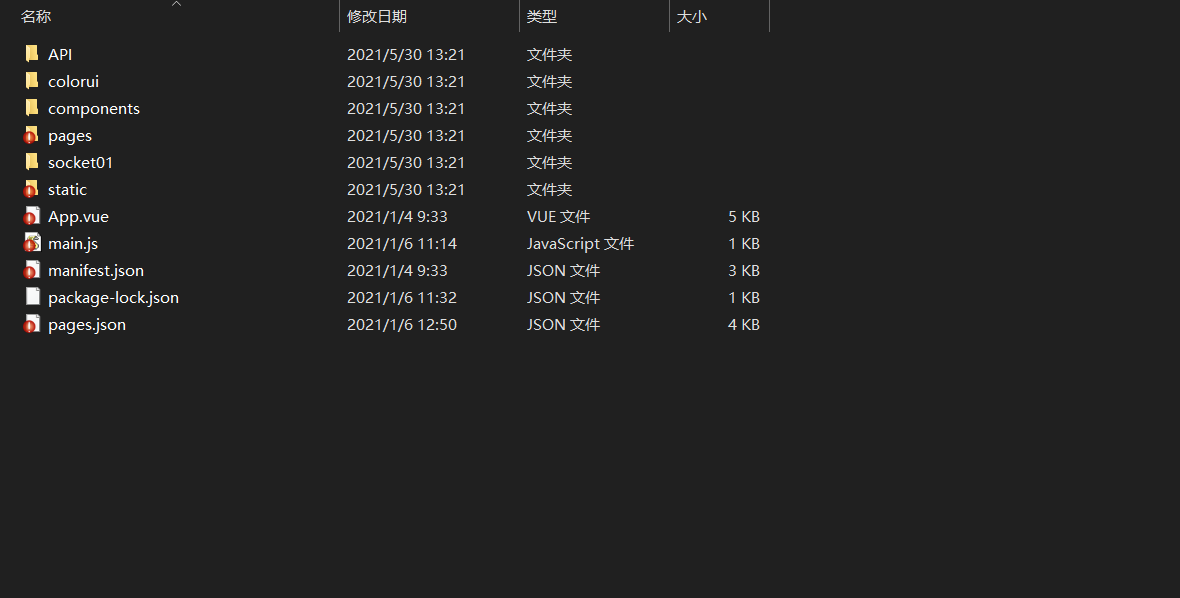 名称 修改日期 类型 大小
API 2021/5/30 13:21 文件夹
colorui 2021/5/30 13:21 文件夹
components 2021/5/30 13:21 文件夹
pages 2021/5/30 13:21 文件夹
socket01 2021/5/30 13:21 文件夹
static 2021/5/30 13:21 文件夹
App.vue 2021/1/4 9:33 VUE 文件 5 KB
main.js 2021/1/6 11:14 JavaScript 文件 1 KB
manifest.json 2021/1/4 9:33 JSON 文件 3 KB
package-lock.json 2021/1/6 11:32 JSON 文件 1 KB
pages.json 2021/1/6 12:50 JSON 文件 4 KB